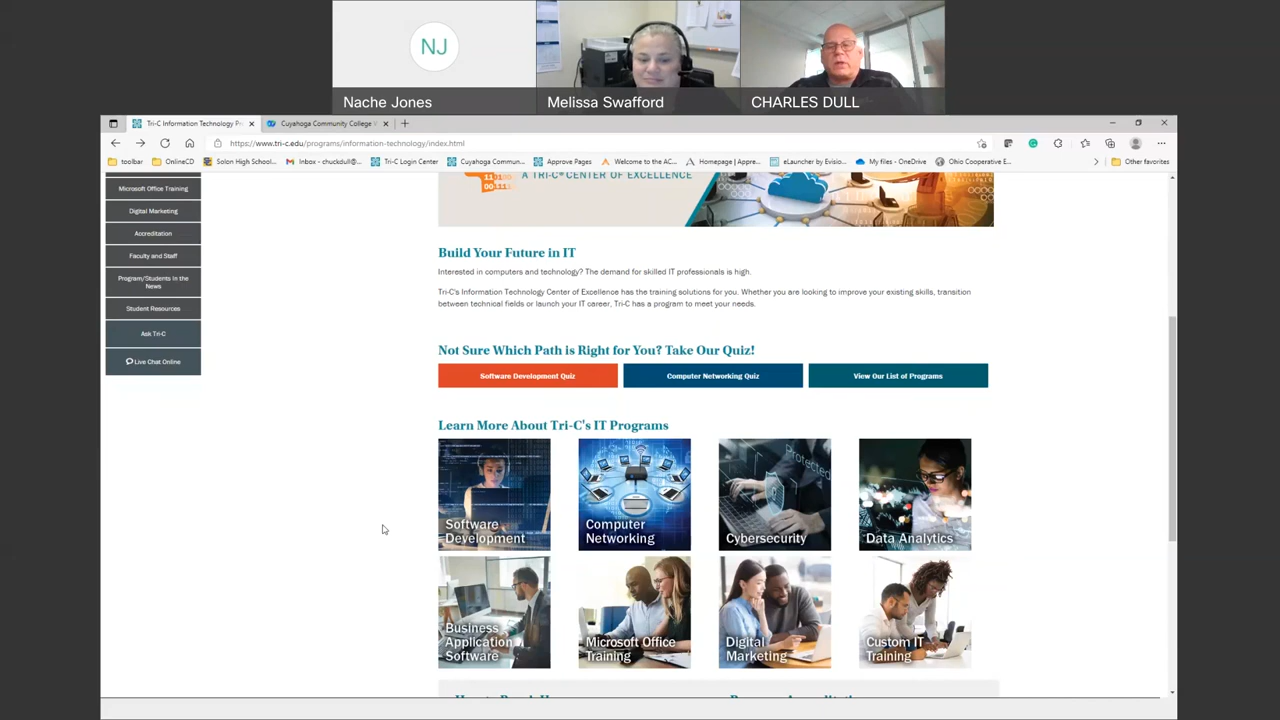 NJ
Nache Jones
Melissa Swafford
CHARLES DULL
Tri-C Information Technology Pr
Cuyahoga Community College V
https://www.tri-c.edu/programs/information-technology/index.html
toolbar
OnlineCD
Solon High School...
Inbox - chuckdull@...
Tri-C Login Center
Cuyahoga Commun...
Approve Pages
Welcome to the AC...
Homepage | Appre...
eLauncher by Evisio...
My files - OneDrive
Ohio Cooperative E...
Other favorites
Microsoft Office Training
Digital Marketing
Accreditation
Faculty and Staff
Program/Students in the
News
Student Resources
Ask Tri-C
Live Chat Online
A TRI-C® CENTER OF EXCELLENCE
Build Your Future in IT
Interested in computers and technology? The demand for skilled IT professionals is high.
Tri-C's Information Technology Center of Excellence has the training solutions for you. Whether you are looking to improve your existing skills, transition
between technical fields or launch your IT career, Tri-C has a program to meet your needs.
Not Sure Which Path is Right for You? Take Our Quiz!
Software Development Quiz
Computer Networking Quiz
View Our List of Programs
Learn More About Tri-C's IT Programs
Software
Development
Computer
Networking
Protected
Cybersecurity
Data Analytics
Business
Application
Software
Microsoft Office
Training
Digital
Marketing
Custom IT
Training